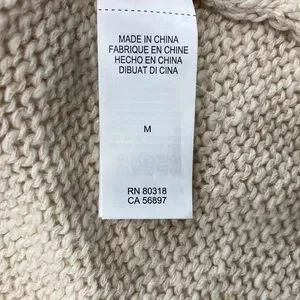 MADE IN CHINA
FABRIQUE EN CHINE
HECHO EN CHINA
DIBUAT DI CINA
M
RN 80318
CA 56897